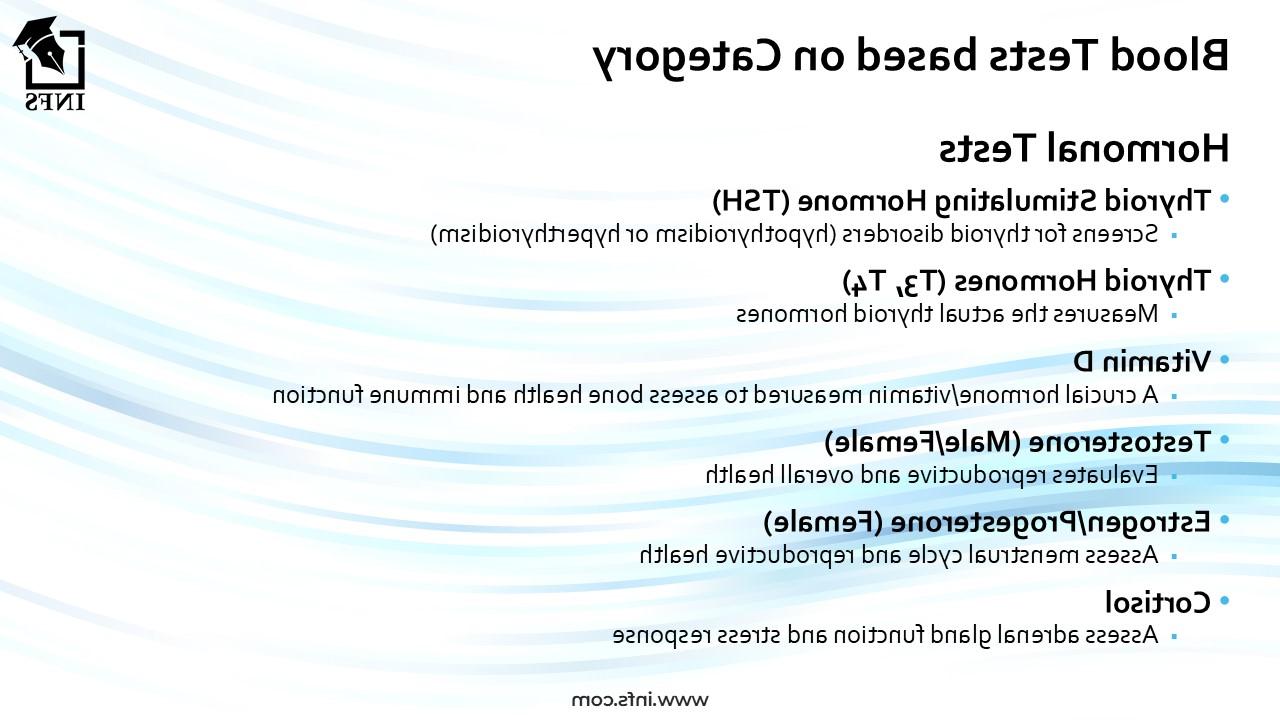 Blood Tests based on Category
INFS
Hormonal Tests
• Thyroid Stimulating Hormone (TSH)
▪ Screens for thyroid disorders (hypothyroidism or hyperthyroidism)
• Thyroid Hormones (T3, T4)
▪ Measures the actual thyroid hormones
• Vitamin D
▪ A crucial hormone/vitamin measured to assess bone health and immune function
• Testosterone (Male/Female)
▪ Evaluates reproductive and overall health
• Estrogen/Progesterone (Female)
▪ Assess menstrual cycle and reproductive health
• Cortisol
▪ Assess adrenal gland function and stress response
www.infs.com